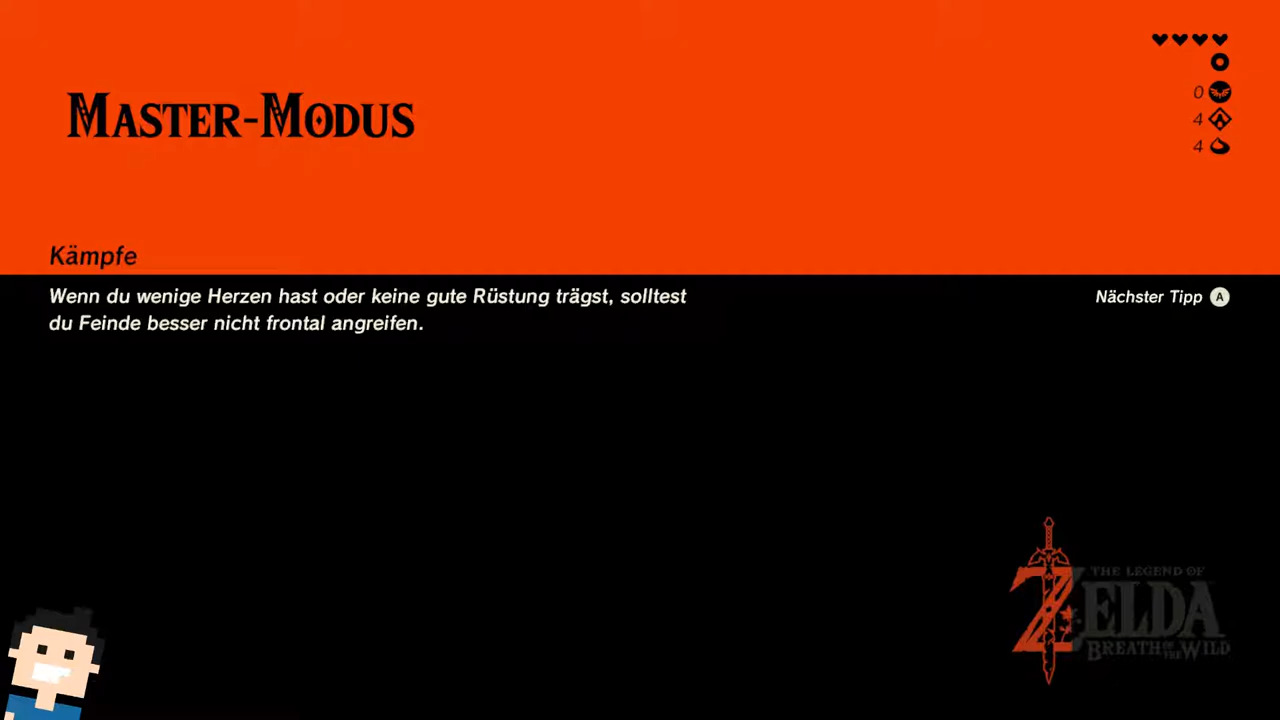 Master-Modus
0
4
4
Kämpfe
Wenn du wenige Herzen hast oder keine gute Rüstung trägst, solltest
du Feinde besser nicht frontal angreifen.
Nächster Tipp A
THE LEGEND OF
ZELDA
BREATH OF THE WILD